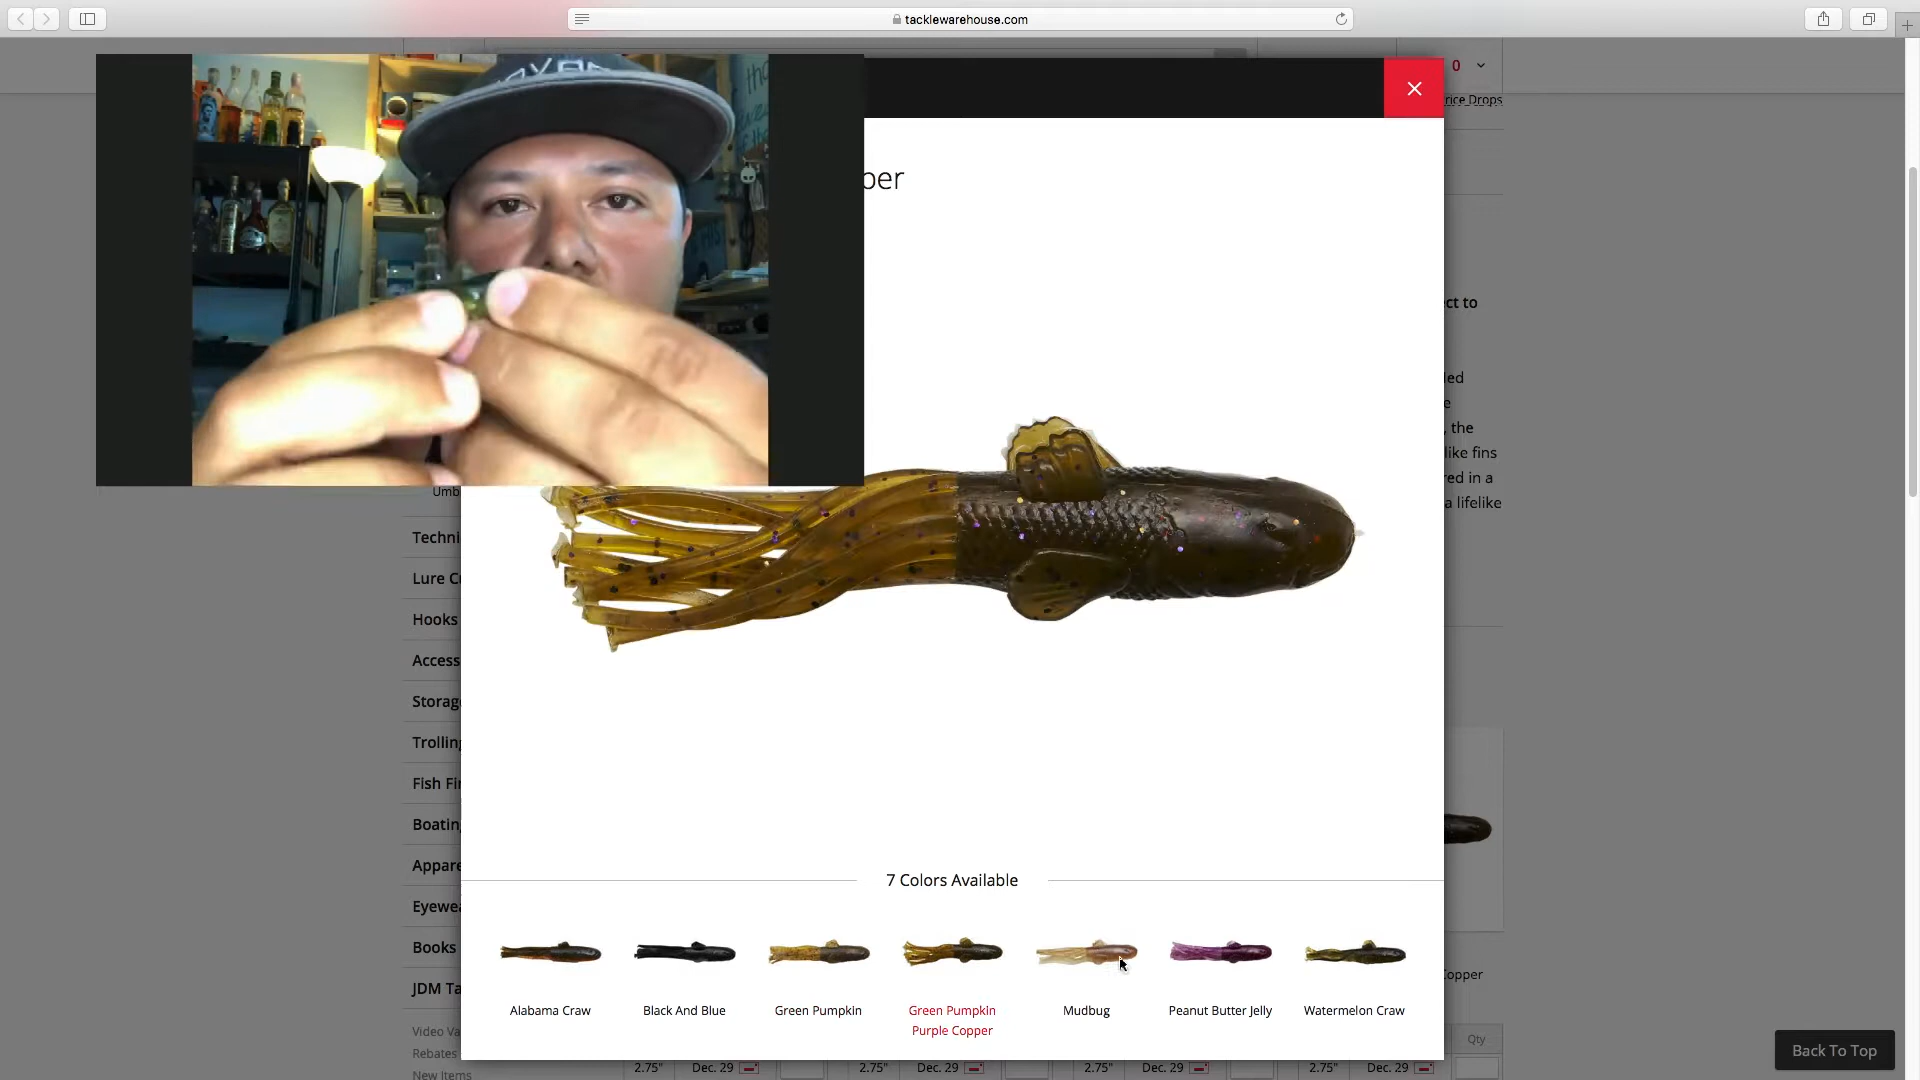 tacklewarehouse.com
0
rice Drops
per
ect to
led
e
, the
like fins
red in a
a lifelike
Umb
Techni
Lure C
Hooks
Access
Storag
Trolling
Fish Fi
Boating
Appare
Eyewe
Books
JDM Ta
Video Va
Rebates
New Items
7 Colors Available
Alabama Craw
Black And Blue
Green Pumpkin
Green Pumpkin
Purple Copper
Mudbug
Peanut Butter Jelly
Watermelon Craw
Copper
Qty
2.75" Dec. 29
2.75" Dec. 29
2.75" Dec. 29
2.75" Dec. 29
Back To Top